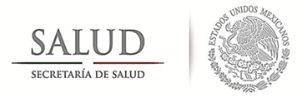 SALUD
SECRETARÍA DE SALUD
ESTADOS UNIDOS MEXICANOS